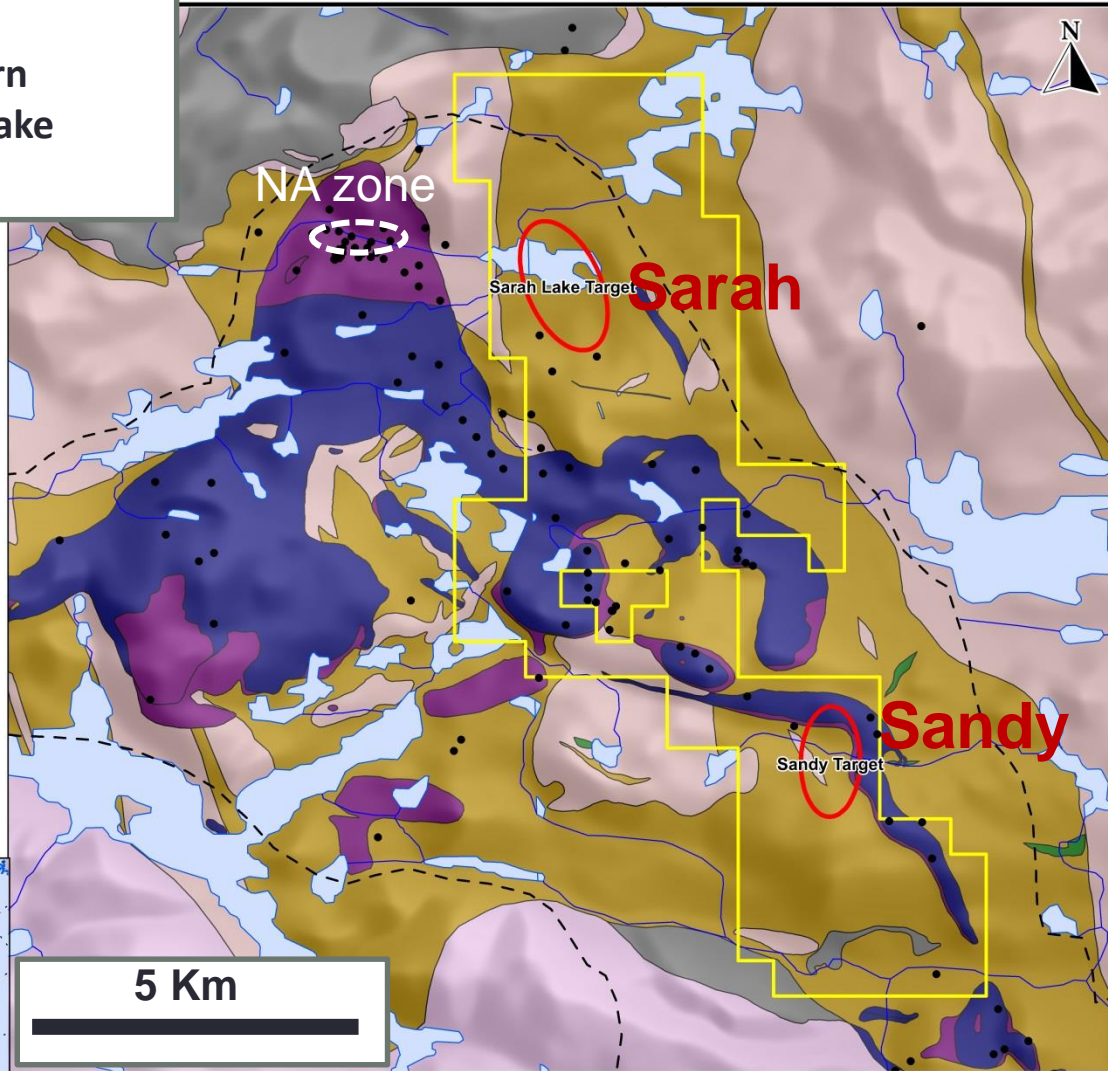 rn
ake
N
NA zone
Sarah Lake Target
Sarah
Sandy
Sandy Target
5 Km